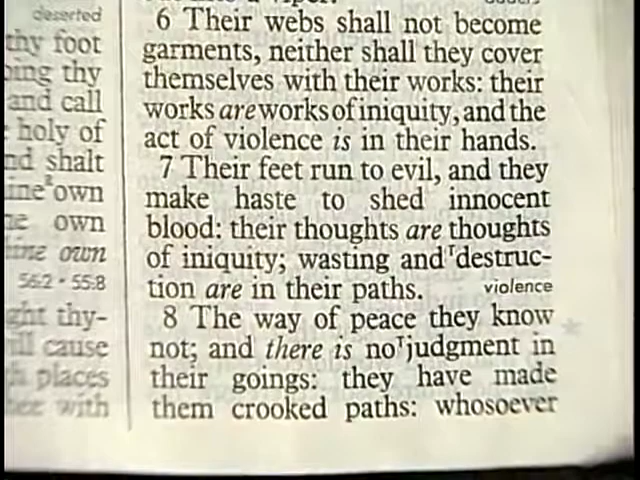 deserted
thy foot
thy
and call
holy of
shalt
own
own
own
56:2 · 55:8
thy-
cause
places
with
6 Their webs shall not become
garments, neither shall they cover
themselves with their works: their
works are works of iniquity, and the
act of violence is in their hands.
7 Their feet run to evil, and they
make haste to shed innocent
blood: their thoughts are thoughts
of iniquity; wasting and ⸢destruc-
tion are in their paths. violence
8 The way of peace they know
not; and there is no ⸢judgment in
their goings: they have made
them crooked paths: whosoever